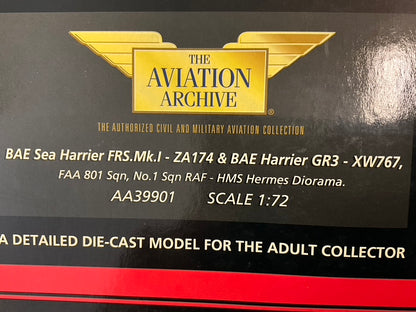 THE
AVIATION
ARCHIVE
®
THE AUTHORIZED CIVIL AND MILITARY AVIATION COLLECTION
BAE Sea Harrier FRS.Mk.I - ZA174 & BAE Harrier GR3 - XW767,
FAA 801 Sqn, No.1 Sqn RAF - HMS Hermes Diorama.
AA39901 SCALE 1:72
A DETAILED DIE-CAST MODEL FOR THE ADULT COLLECTOR